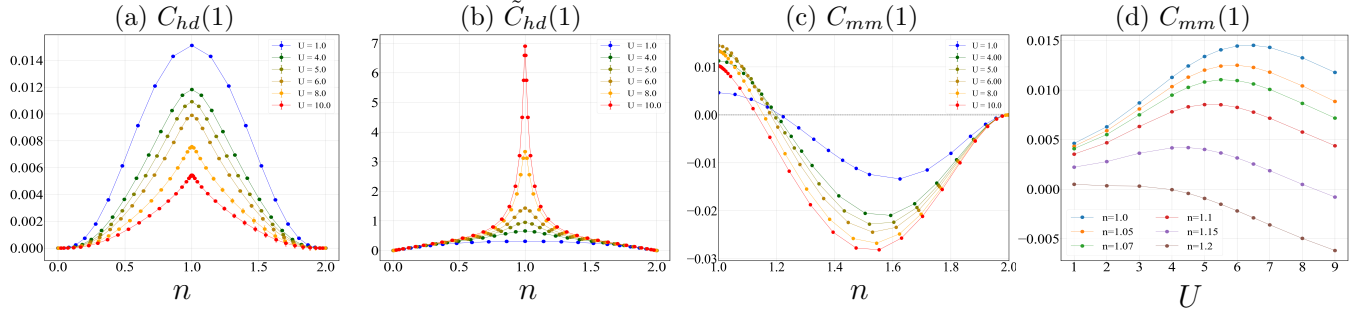 (a) C_{hd}(1)
0.014
0.012
0.010
0.008
0.006
0.004
0.002
0.000
0.0 0.5 1.0 1.5 2.0
n
U = 1.0
U = 4.0
U = 5.0
U = 6.0
U = 8.0
U = 10.0
(b) C̃_{hd}(1)
7
6
5
4
3
2
1
0
0.0 0.5 1.0 1.5 2.0
n
U = 1.0
U = 4.0
U = 5.0
U = 6.0
U = 8.0
U = 10.0
(c) C_{mm}(1)
0.01
0.00
−0.01
−0.02
−0.03
1.0 1.2 1.4 1.6 1.8 2.0
n
U = 1.0
U = 4.00
U = 5.0
U = 6.00
U = 8.0
U = 10.0
(d) C_{mm}(1)
0.015
0.010
0.005
0.000
−0.005
1 2 3 4 5 6 7 8 9
U
n=1.0
n=1.05
n=1.07
n=1.1
n=1.15
n=1.2